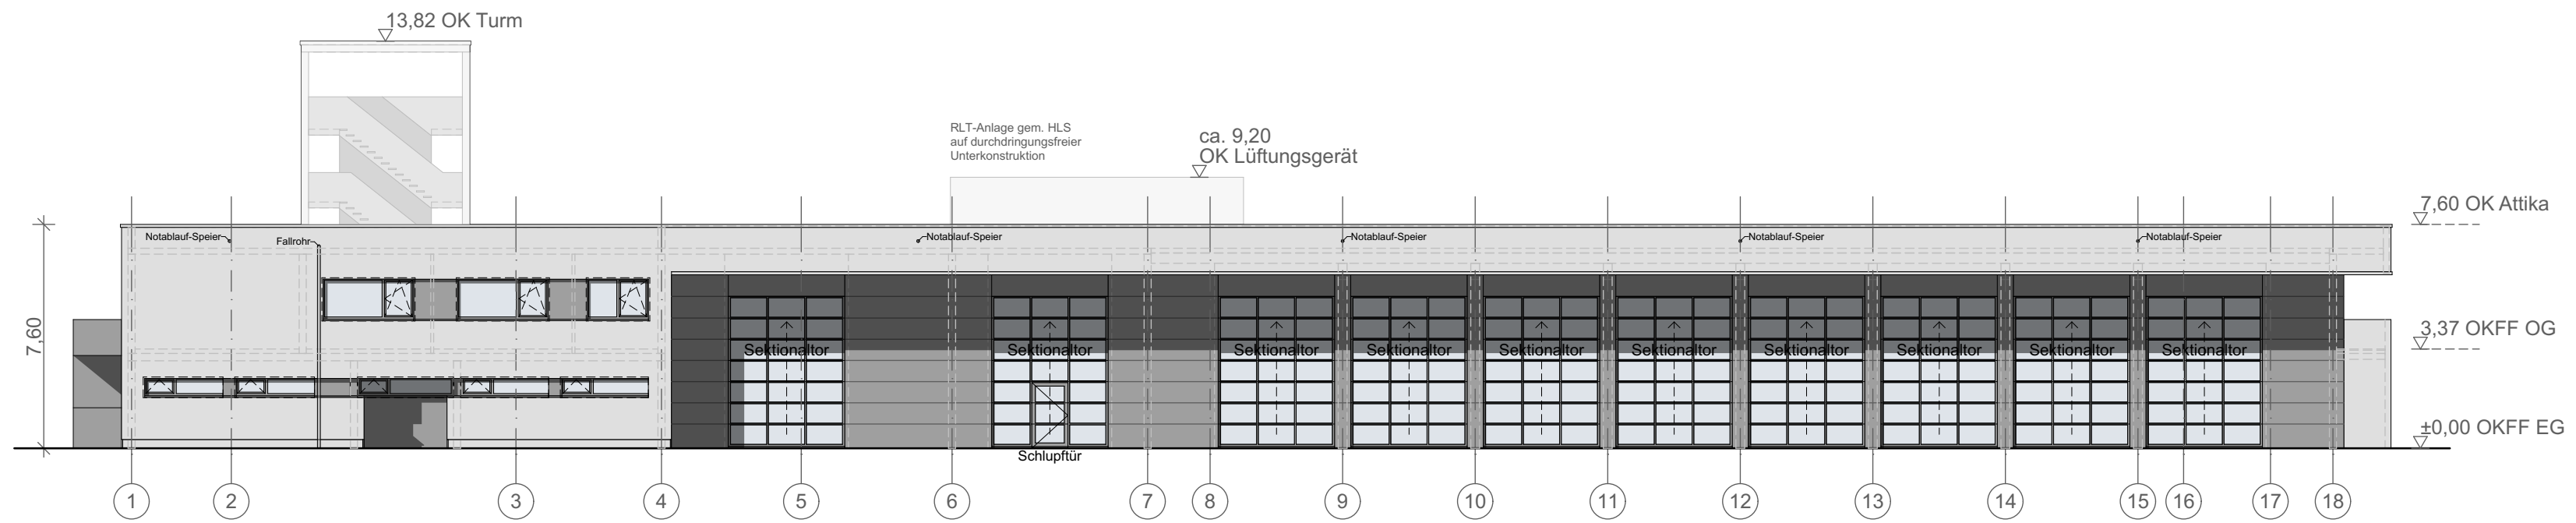 13,82 OK Turm
RLT-Anlage gem. HLS
auf durchdringungsfreier
Unterkonstruktion
ca. 9,20
OK Lüftungsgerät
7,60 OK Attika
Notablauf-Speier
Fallrohr
Notablauf-Speier
Notablauf-Speier
Notablauf-Speier
Notablauf-Speier
7,60
3,37 OKFF OG
Sektionaltor
Sektionaltor
Sektionaltor
Sektionaltor
Sektionaltor
Sektionaltor
Sektionaltor
Sektionaltor
Sektionaltor
Sektionaltor
±0,00 OKFF EG
Schlupftür
1
2
3
4
5
6
7
8
9
10
11
12
13
14
15
16
17
18